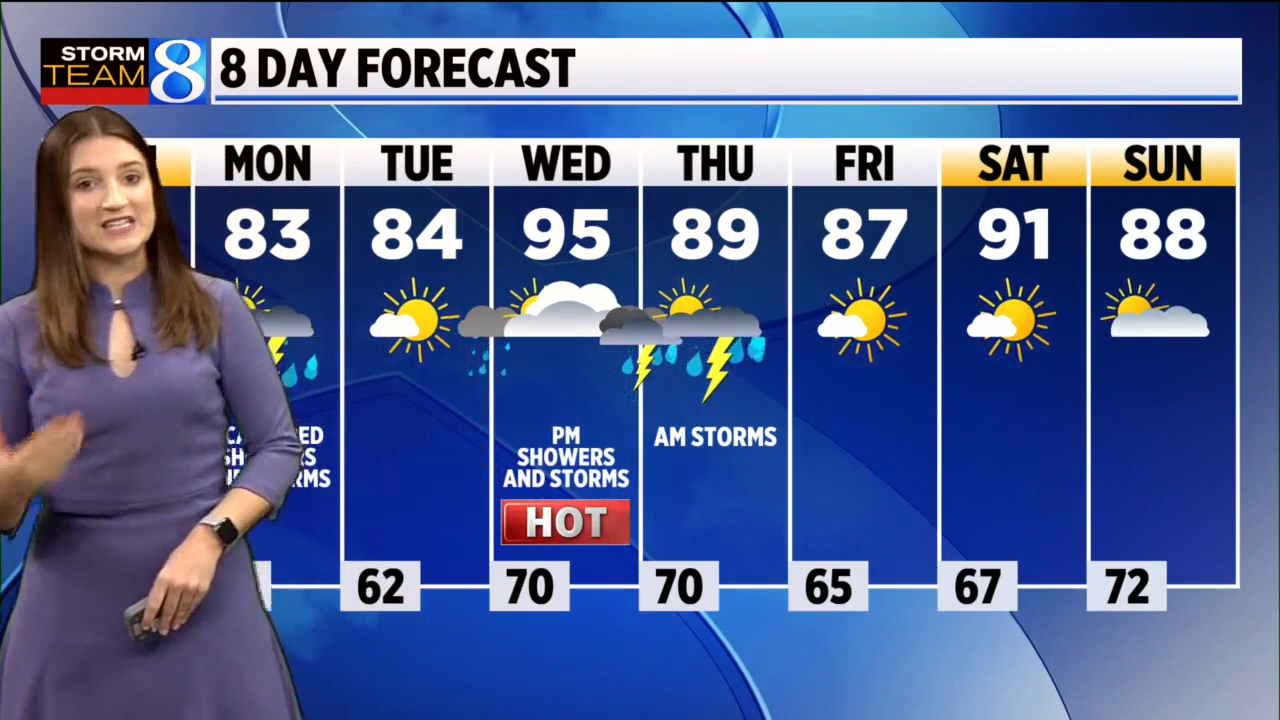 STORM
TEAM 8
8 DAY FORECAST
MON TUE WED THU FRI SAT SUN
83 84 95 89 87 91 88
PM
SHOWERS
AND STORMS
AM STORMS
HOT
62 70 70 65 67 72